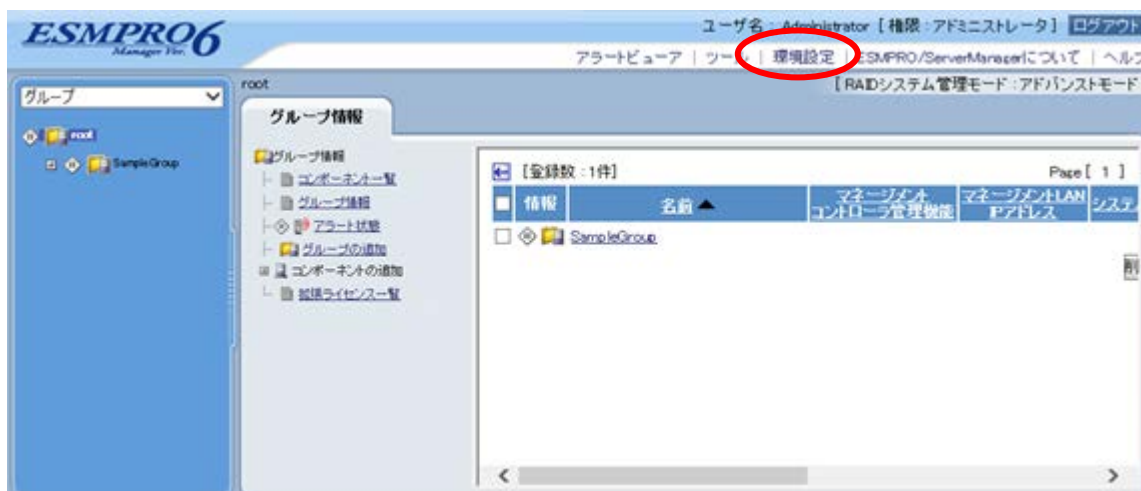 ESMPRO6
Manager Ver.
ユーザ名 : Administrator [ 権限 : アドミニストレータ ] ログアウト
アラートビューア | ツール | 環境設定 | ESMPRO/ServerManagerについて | ヘル
グループ
root
[ RAIDシステム管理モード : アドバンストモード
root
SampleGroup
グループ情報
グループ情報
コンポーネント一覧
グループ情報
アラート状態
グループの追加
コンポーネントの追加
拡張ライセンス一覧
[登録数 : 1件]
Page [ 1 ]
情報 名前▲ マネージメント コントローラ管理機能 マネージメントLAN IPアドレス システ
SampleGroup
削